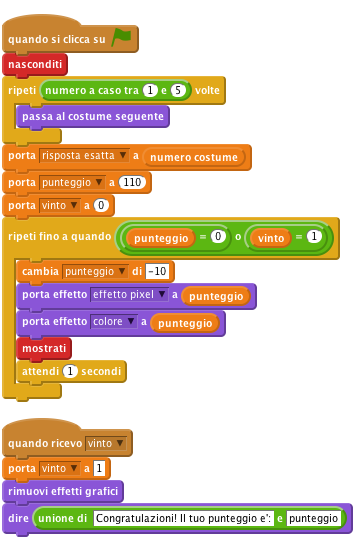 quando si clicca su
nasconditi
ripeti numero a caso tra 1 e 5 volte
passa al costume seguente
porta risposta esatta a numero costume
porta punteggio a 110
porta vinto a 0
ripeti fino a quando punteggio = 0 o vinto = 1
cambia punteggio di -10
porta effetto effetto pixel a punteggio
porta effetto colore a punteggio
mostrati
attendi 1 secondi
quando ricevo vinto
porta vinto a 1
rimuovi effetti grafici
dire unione di Congratulazioni! Il tuo punteggio e': e punteggio